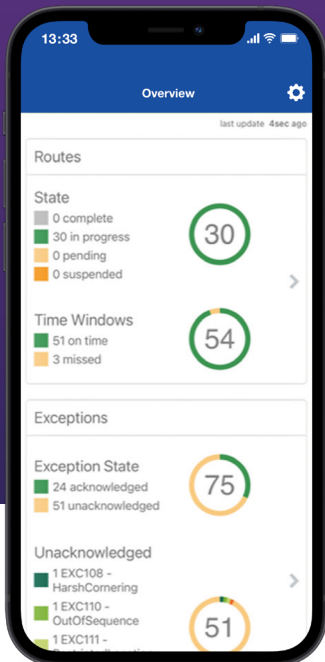 13:33
Overview
last update 4sec ago
Routes
State
0 complete
30 in progress
0 pending
0 suspended
30
Time Windows
51 on time
3 missed
54
Exceptions
Exception State
24 acknowledged
51 unacknowledged
75
Unacknowledged
1 EXC108 -
HarshCornering
1 EXC110 -
OutOfSequence
1 EXC111 -
51